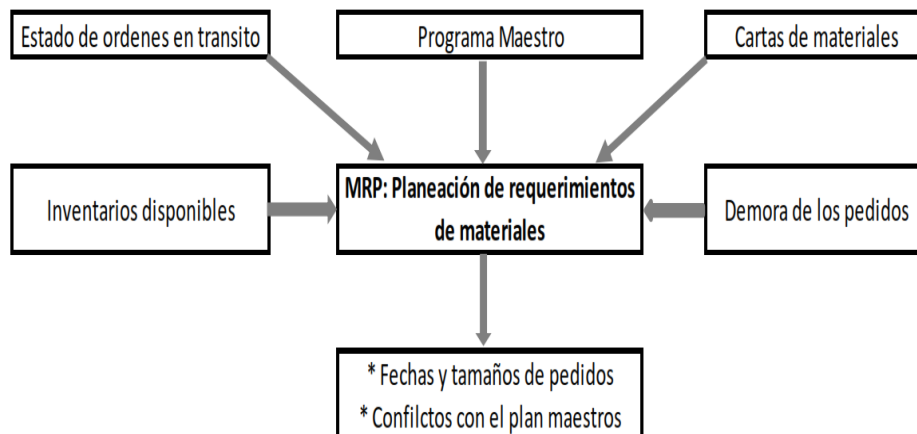 Estado de ordenes en transito
Programa Maestro
Cartas de materiales
Inventarios disponibles
MRP: Planeación de requerimientos
de materiales
Demora de los pedidos
* Fechas y tamaños de pedidos
* Confilctos con el plan maestros